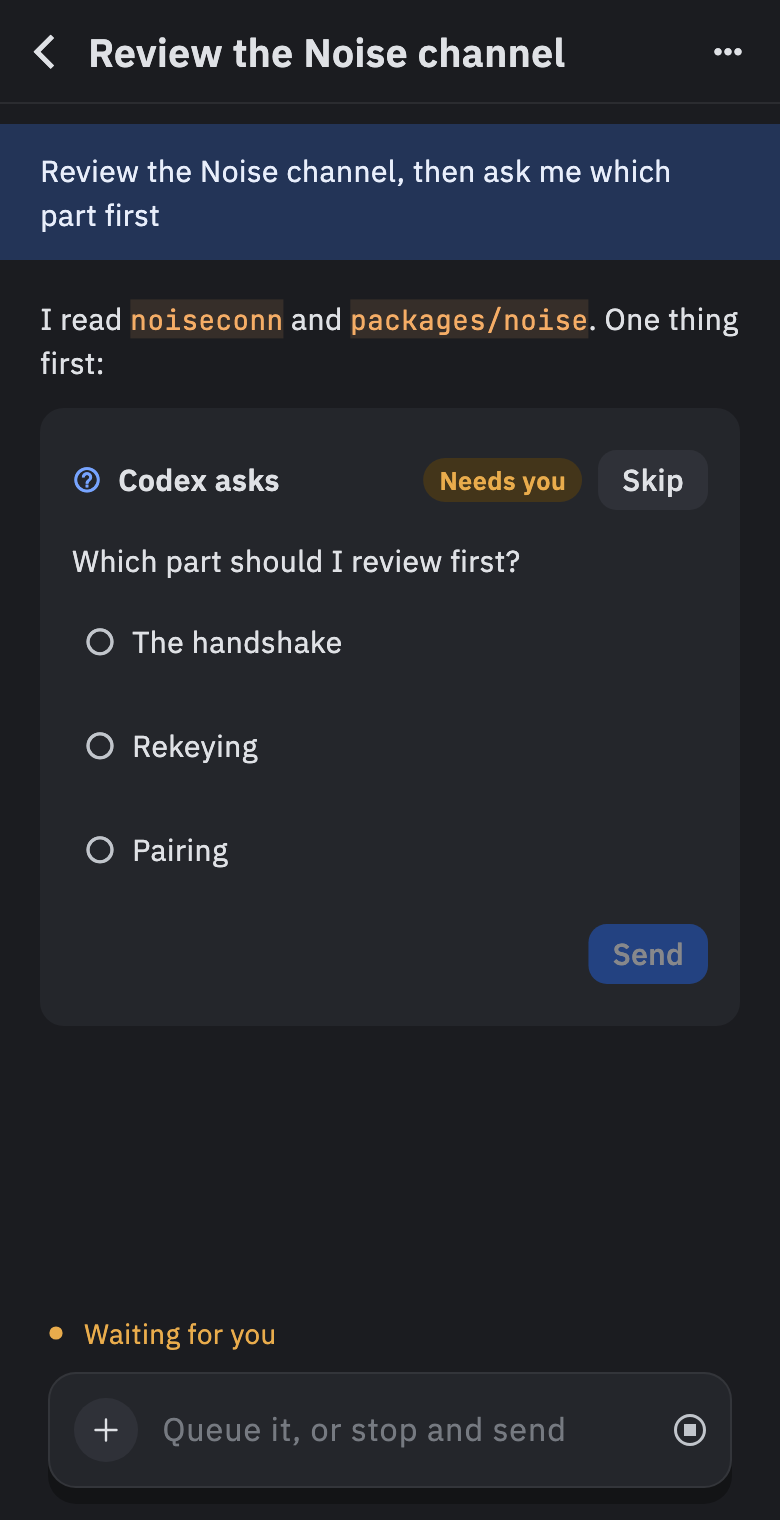 Review the Noise channel
Review the Noise channel, then ask me which
part first
I read noiseconn and packages/noise. One thing
first:
Codex asks
Needs you
Skip
Which part should I review first?
The handshake
Rekeying
Pairing
Send
Waiting for you
Queue it, or stop and send